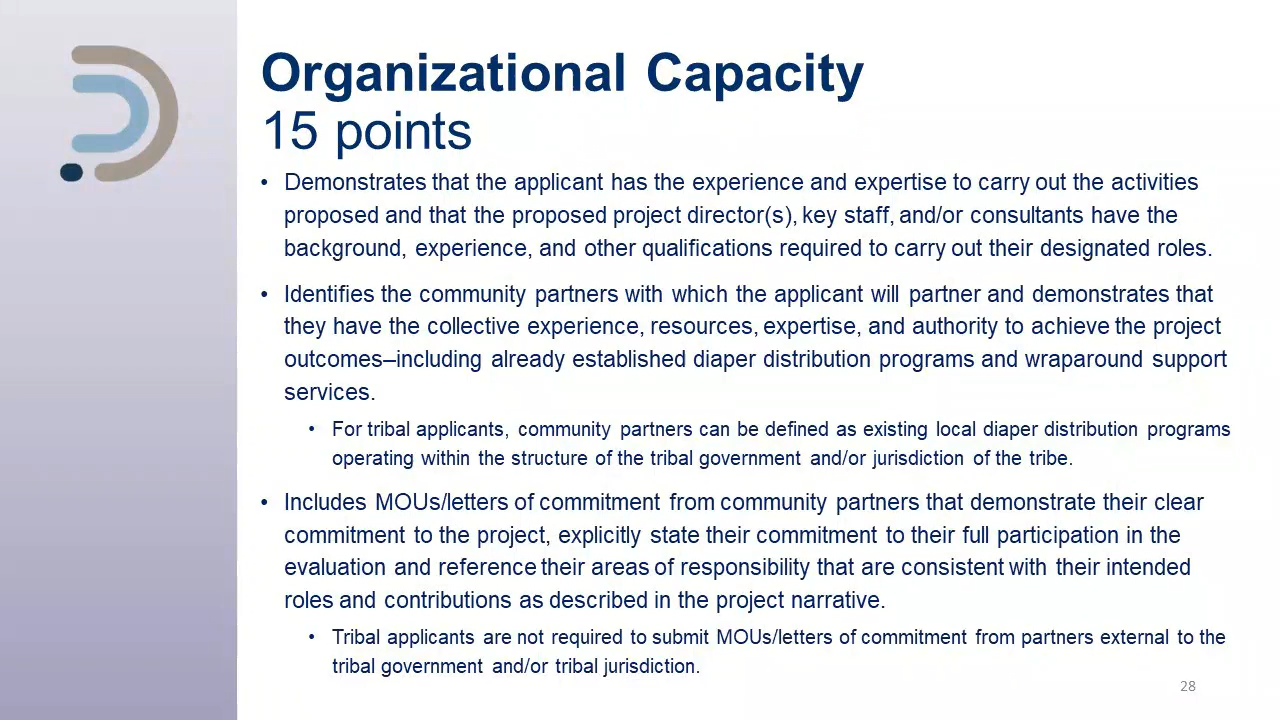 Organizational Capacity
15 points
• Demonstrates that the applicant has the experience and expertise to carry out the activities
proposed and that the proposed project director(s), key staff, and/or consultants have the
background, experience, and other qualifications required to carry out their designated roles.
• Identifies the community partners with which the applicant will partner and demonstrates that
they have the collective experience, resources, expertise, and authority to achieve the project
outcomes–including already established diaper distribution programs and wraparound support
services.
• For tribal applicants, community partners can be defined as existing local diaper distribution programs
operating within the structure of the tribal government and/or jurisdiction of the tribe.
• Includes MOUs/letters of commitment from community partners that demonstrate their clear
commitment to the project, explicitly state their commitment to their full participation in the
evaluation and reference their areas of responsibility that are consistent with their intended
roles and contributions as described in the project narrative.
• Tribal applicants are not required to submit MOUs/letters of commitment from partners external to the
tribal government and/or tribal jurisdiction.
28